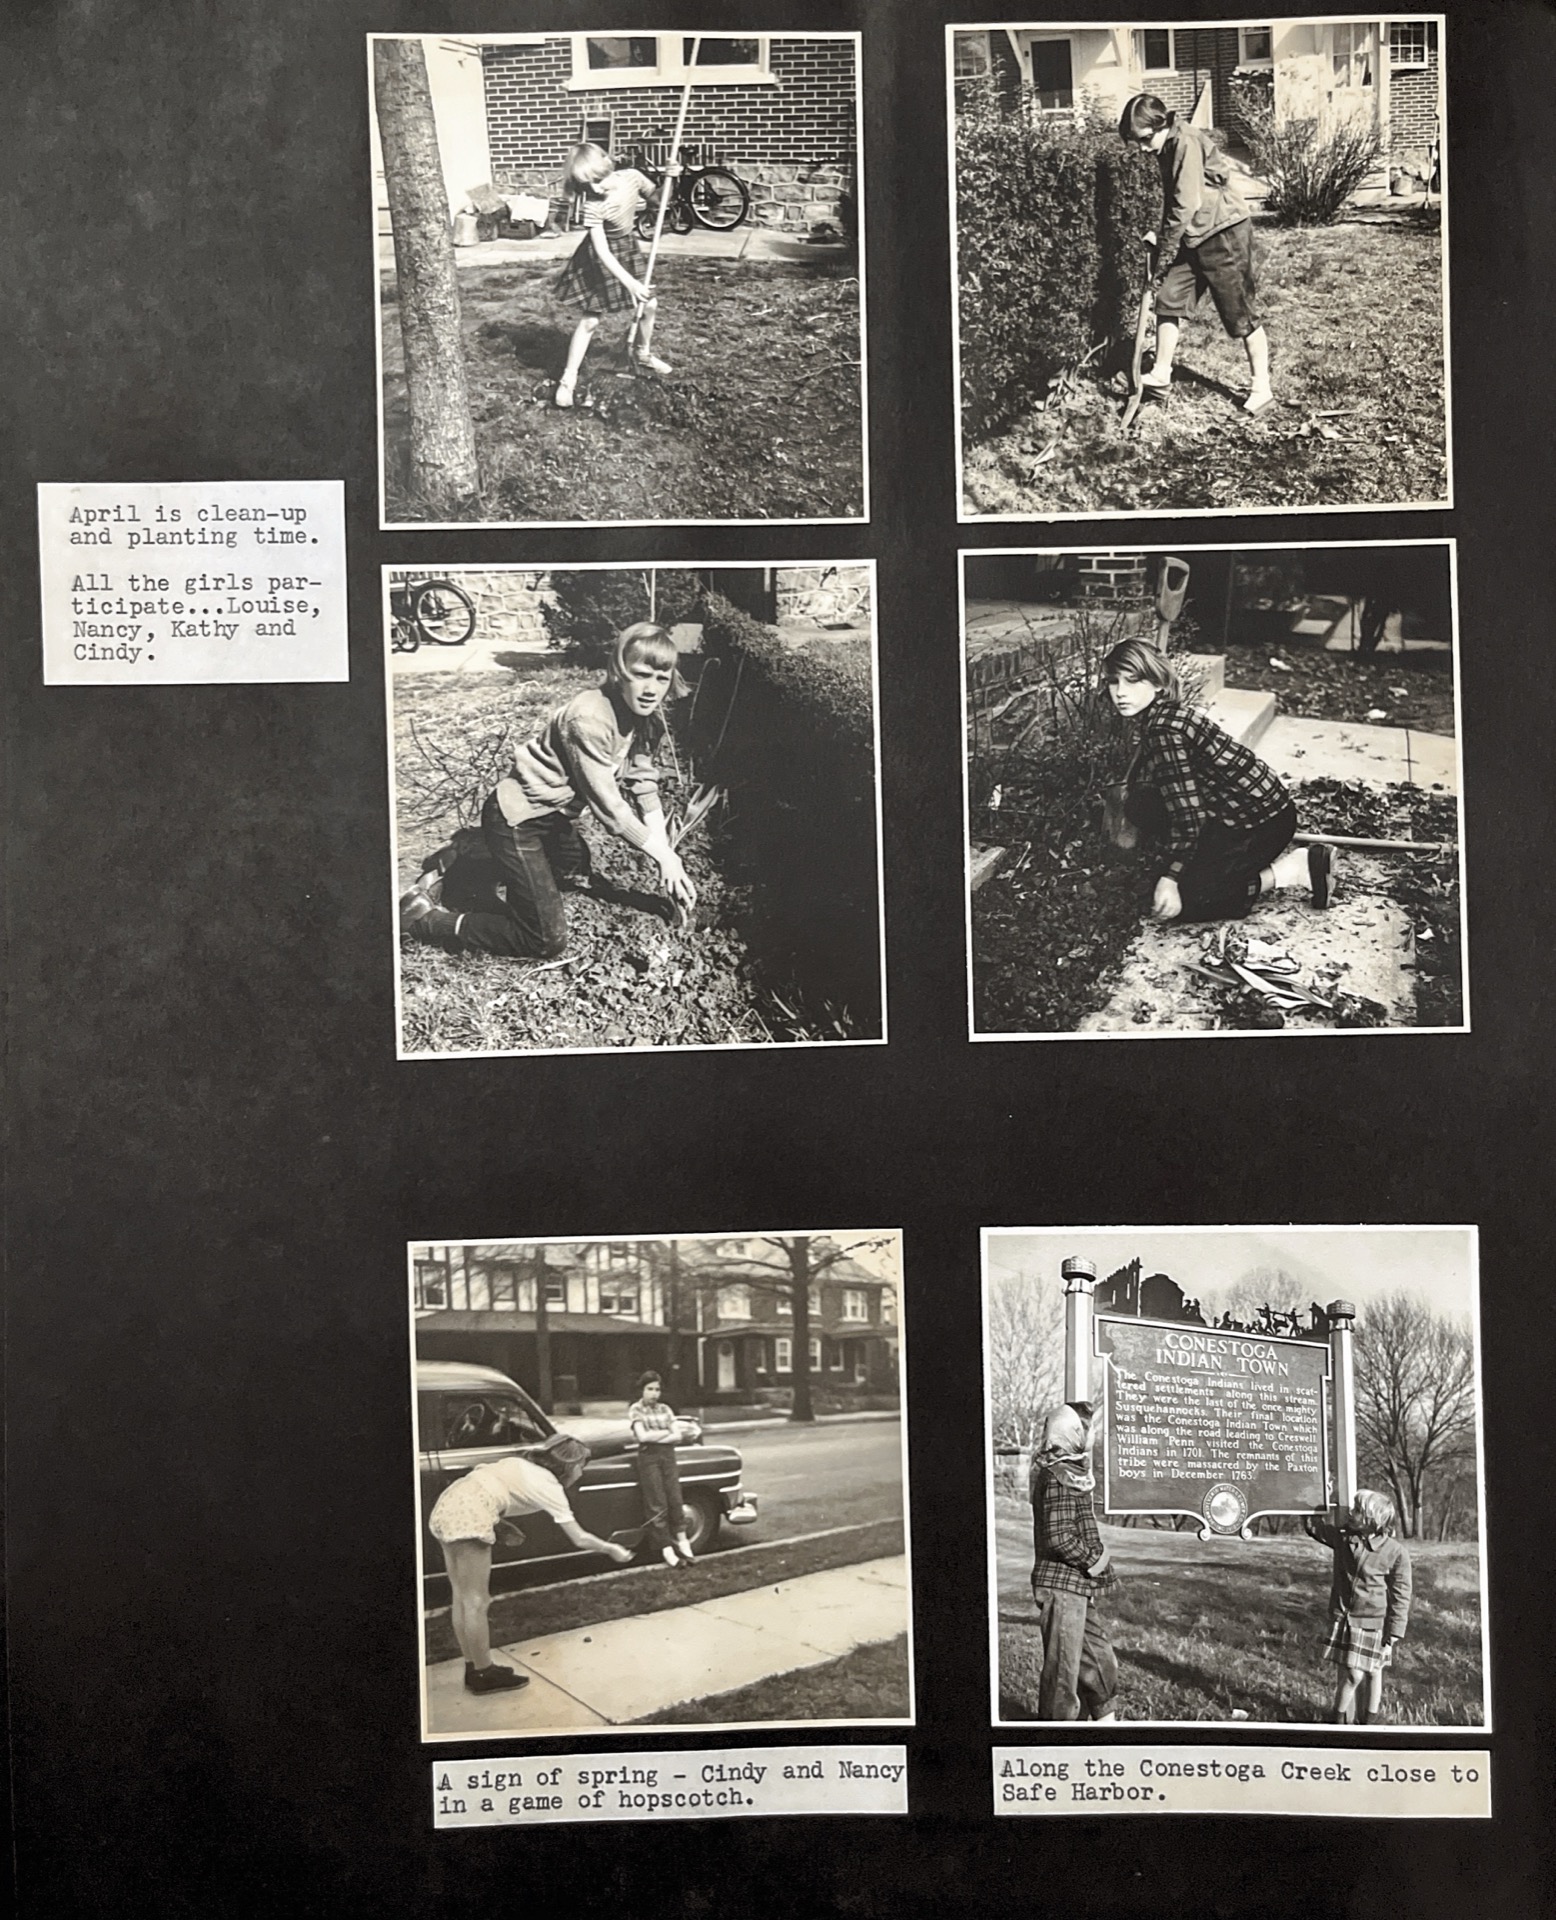 April is clean-up
and planting time.
All the girls par-
ticipate...Louise,
Nancy, Kathy and
Cindy.
A sign of spring - Cindy and Nancy
in a game of hopscotch.
CONESTOGA
INDIAN TOWN
The Conestoga Indians lived in scat-
tered settlements along this stream.
They were the last of the once mighty
Susquehannocks. Their final location
was the Conestoga Indian Town which
was along the road leading to Creswell.
William Penn visited the Conestoga
Indians in 1701. The remnants of this
tribe were massacred by the Paxton
boys in December 1763.
Along the Conestoga Creek close to
Safe Harbor.